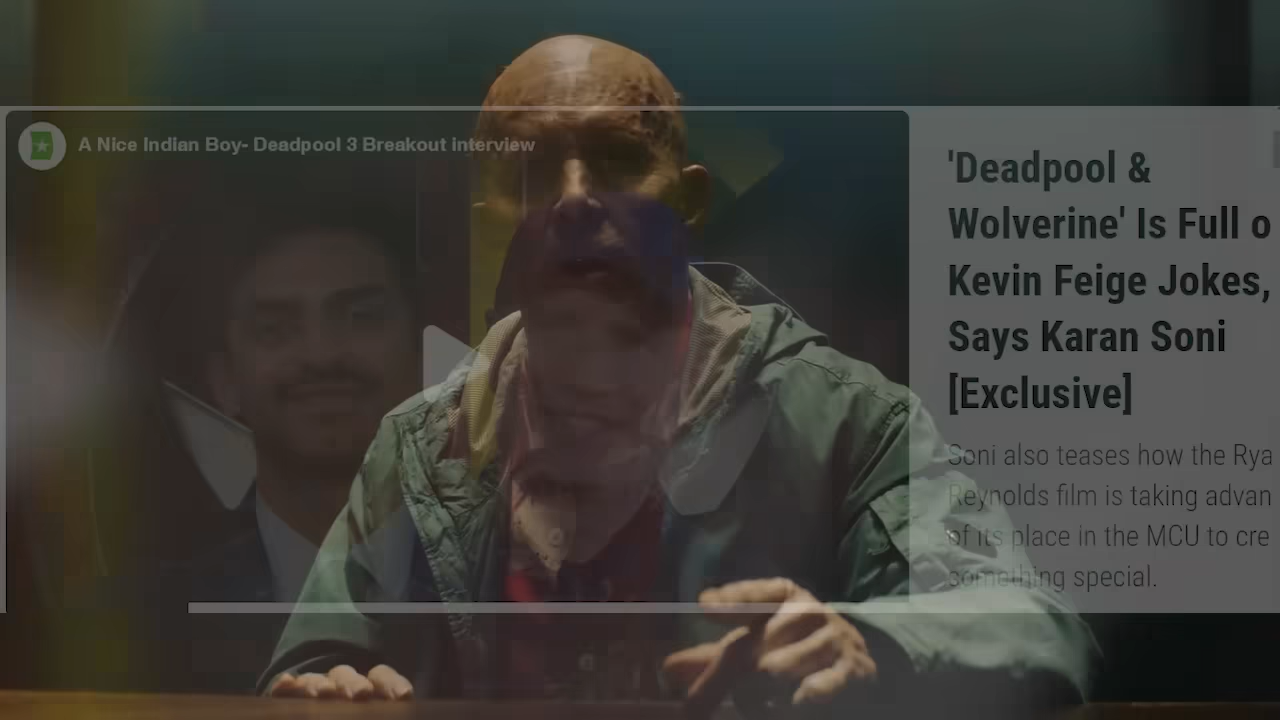 A Nice Indian Boy- Deadpool 3 Breakout interview
'Deadpool &
Wolverine' Is Full o
Kevin Feige Jokes,
Says Karan Soni
[Exclusive]
Soni also teases how the Rya
Reynolds film is taking advan
of its place in the MCU to cre
something special.